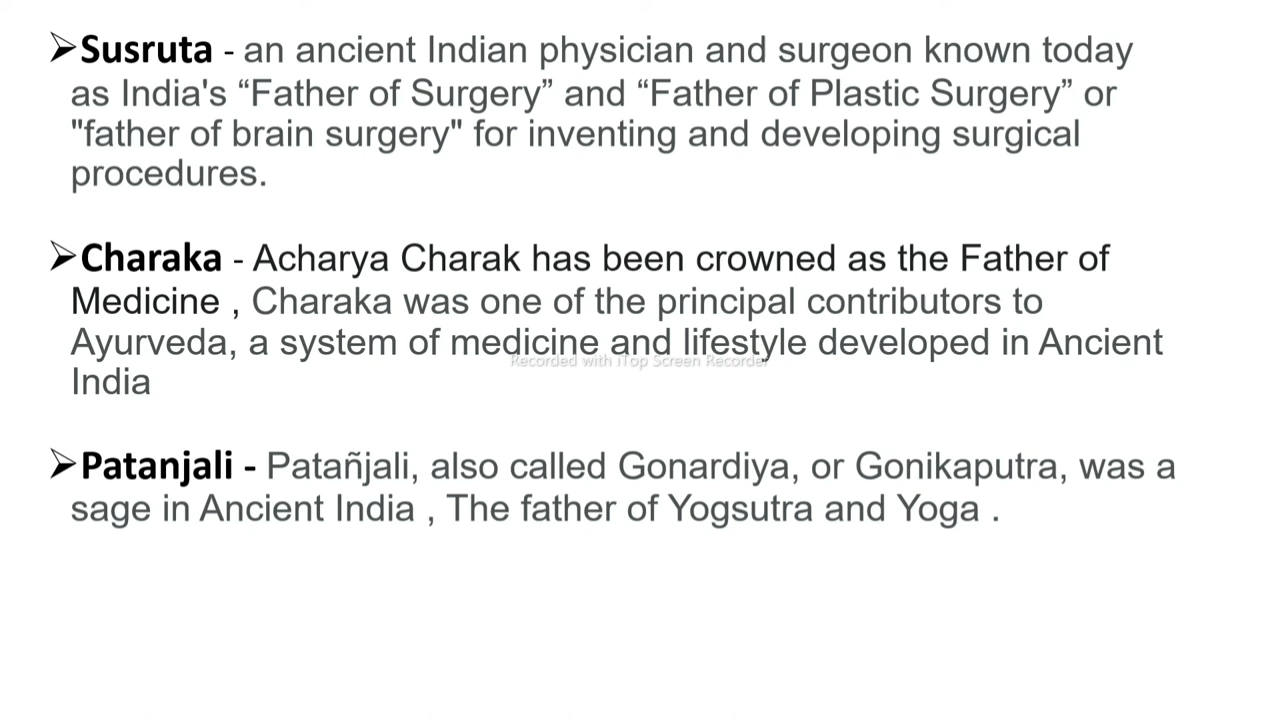 ➢Susruta - an ancient Indian physician and surgeon known today
as India's “Father of Surgery” and “Father of Plastic Surgery” or
"father of brain surgery" for inventing and developing surgical
procedures.
➢Charaka - Acharya Charak has been crowned as the Father of
Medicine , Charaka was one of the principal contributors to
Ayurveda, a system of medicine and lifestyle developed in Ancient
India
Recorded with iTop Screen Recorder
➢Patanjali - Patañjali, also called Gonardiya, or Gonikaputra, was a
sage in Ancient India , The father of Yogsutra and Yoga .